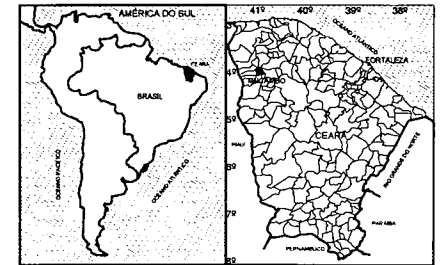 AMÉRICA DO SUL
CEARÁ
BRASIL
OCEANO PACÍFICO
OCEANO ATLÂNTICO
41º 40º 39º 38º
OCEANO ATLÂNTICO
FORTALEZA
4º
CEARÁ
5º
PIAUÍ
6º
RIO GRANDE DO NORTE
7º
PARAÍBA
PERNAMBUCO
8º